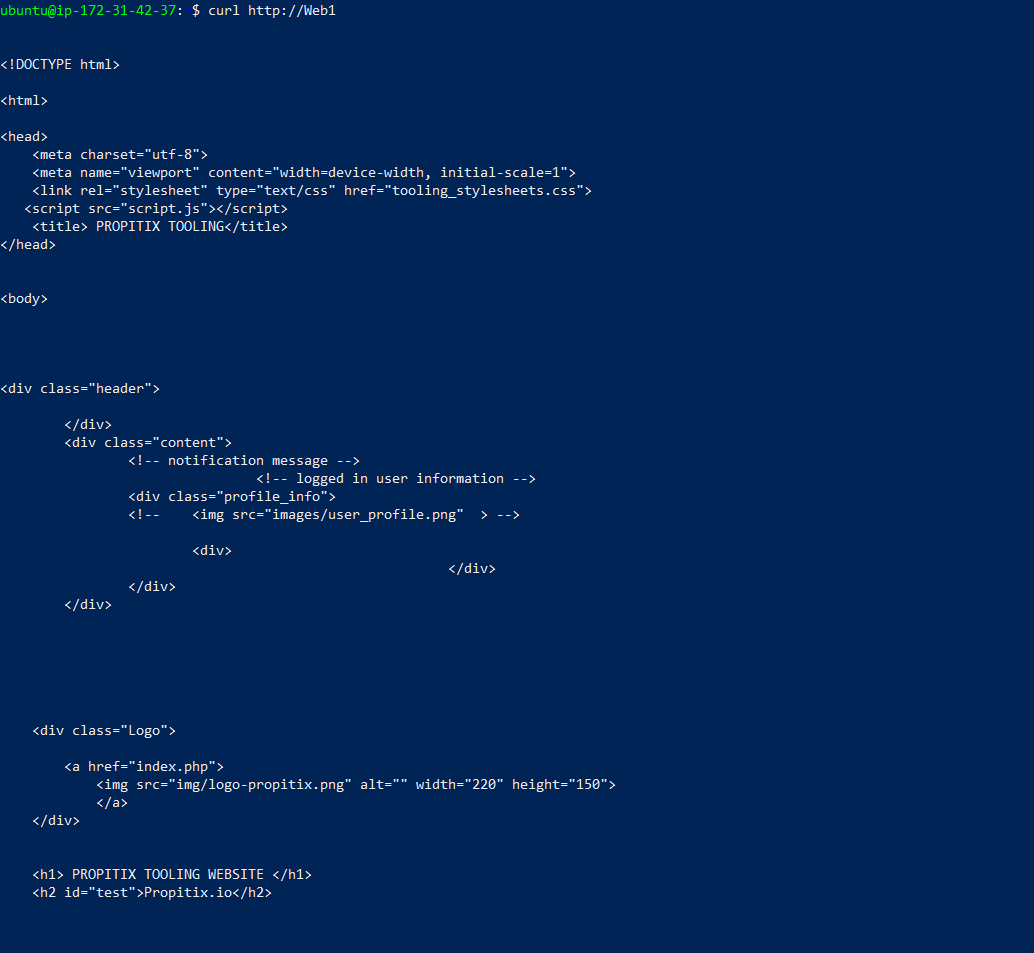 ubuntu@ip-172-31-42-37: $ curl http://Web1
<!DOCTYPE html>
<html>
<head>
    <meta charset="utf-8">
    <meta name="viewport" content="width=device-width, initial-scale=1">
    <link rel="stylesheet" type="text/css" href="tooling_stylesheets.css">
   <script src="script.js"></script>
    <title> PROPITIX TOOLING</title>
</head>
<body>
<div class="header">
        </div>
        <div class="content">
                <!-- notification message -->
                                <!-- logged in user information -->
                <div class="profile_info">
                <!--    <img src="images/user_profile.png"  > -->
                        <div>
                                                        </div>
                </div>
        </div>
    <div class="Logo">
        <a href="index.php">
            <img src="img/logo-propitix.png" alt="" width="220" height="150">
            </a>
    </div>
    <h1> PROPITIX TOOLING WEBSITE </h1>
    <h2 id="test">Propitix.io</h2>